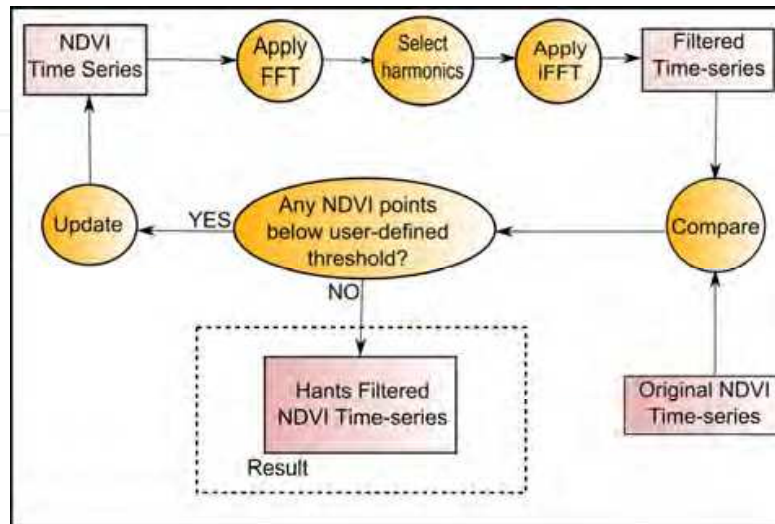 NDVI
Time Series
Apply
FFT
Select
harmonics
Apply
IFFT
Filtered
Time-series
Update
YES
Any NDVI points
below user-defined
threshold?
Compare
NO
Hants Filtered
NDVI Time-series
Result
Original NDVI
Time-series